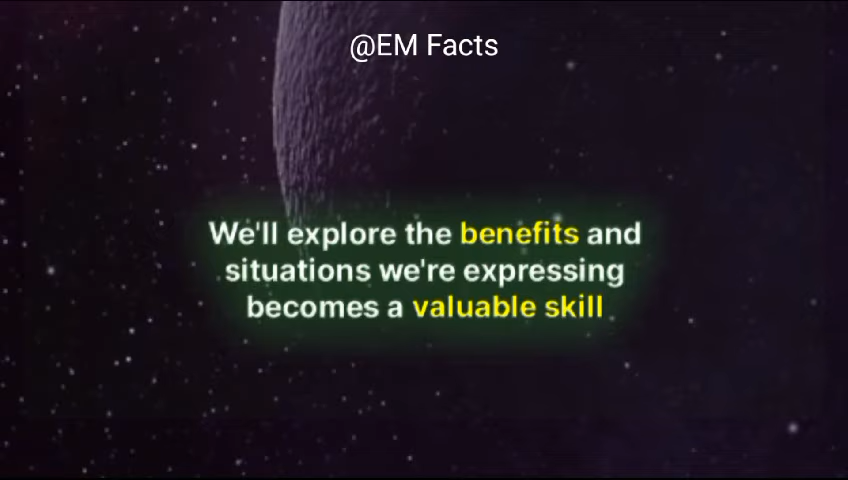 @EM Facts
We'll explore the benefits and
situations we're expressing
becomes a valuable skill